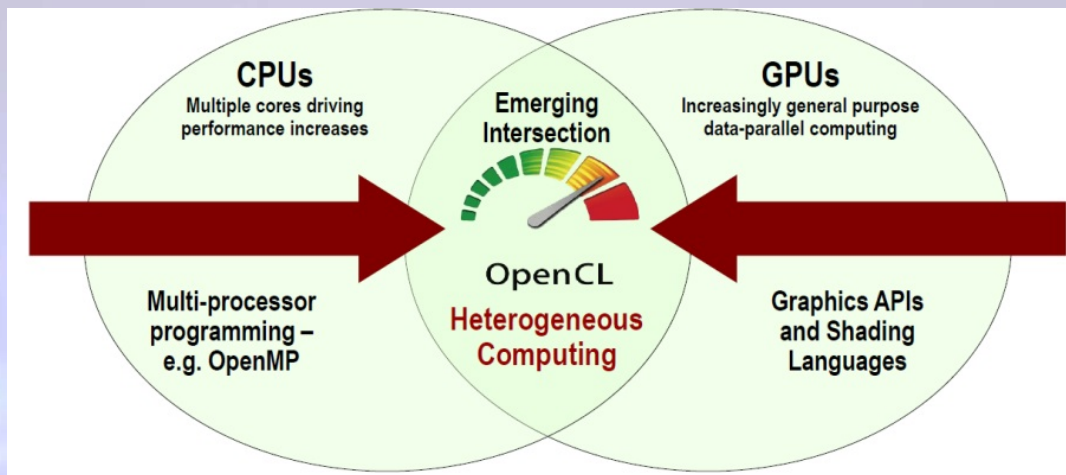 CPUs
Multiple cores driving
performance increases
Emerging
Intersection
GPUs
Increasingly general purpose
data-parallel computing
OpenCL
Heterogeneous
Computing
Multi-processor
programming –
e.g. OpenMP
Graphics APIs
and Shading
Languages